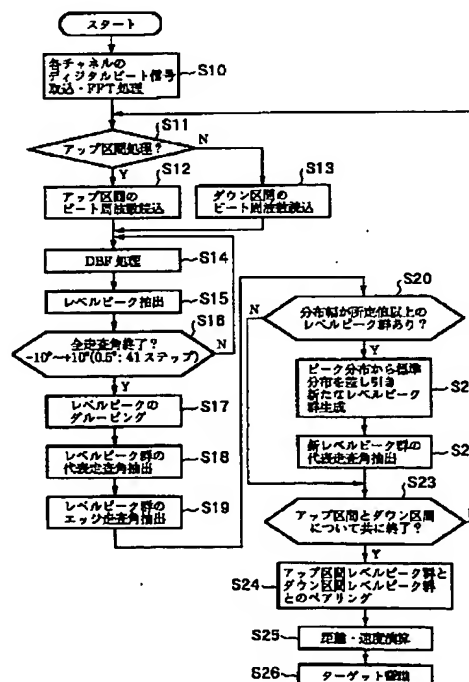 スタート
各チャネルの
ディジタルビート信号
取込・FFT処理
S10
アップ区間処理?
S11
N
Y
S12
アップ区間の
ビート周波数読込
S13
ダウン区間の
ビート周波数読込
DBF処理
S14
レベルピーク抽出
S15
S16
全走査角終了?
-10°~+10°(0.5°:41ステップ)
N
Y
レベルピークの
グルーピング
S17
レベルピーク群の
代表走査角抽出
S18
レベルピーク群の
エッジ走査角抽出
S19
S20
N
分布幅が所定値以上の
レベルピーク群あり?
Y
ピーク分布から標準
分布を差し引き
新たなレベルピーク
群生成
S2
新レベルピーク群の
代表走査角抽出
S2
S23
アップ区間とダウン区間
について共に終了?
Y
S24
アップ区間レベルピーク群と
ダウン区間レベルピーク群
とのペアリング
S25
距離・速度演算
S26
ターゲット